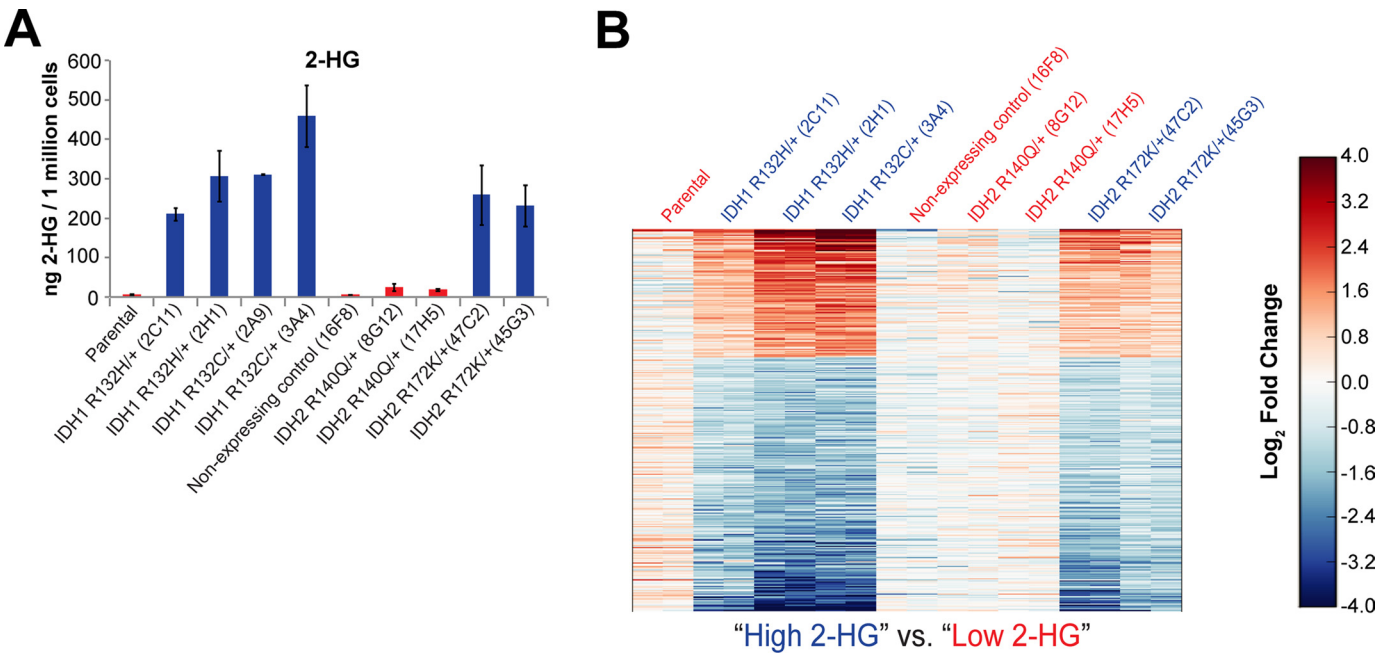 A
2-HG
ng 2-HG / 1 million cells
600
500
400
300
200
100
0
Parental
IDH1 R132H/+ (2C11)
IDH1 R132H/+ (2H1)
IDH1 R132C/+ (2A9)
IDH1 R132C/+ (3A4)
Non-expressing control (16F8)
IDH2 R140Q/+ (8G12)
IDH2 R140Q/+ (17H5)
IDH2 R172K/+(47C2)
IDH2 R172K/+(45G3)
B
Parental
IDH1 R132H/+ (2C11)
IDH1 R132H/+ (2H1)
IDH1 R132C/+ (3A4)
Non-expressing control (16F8)
IDH2 R140Q/+ (8G12)
IDH2 R140Q/+ (17H5)
IDH2 R172K/+(47C2)
IDH2 R172K/+(45G3)
“High 2-HG” vs. “Low 2-HG”
Log2 Fold Change
4.0
3.2
2.4
1.6
0.8
0.0
-0.8
-1.6
-2.4
-3.2
-4.0